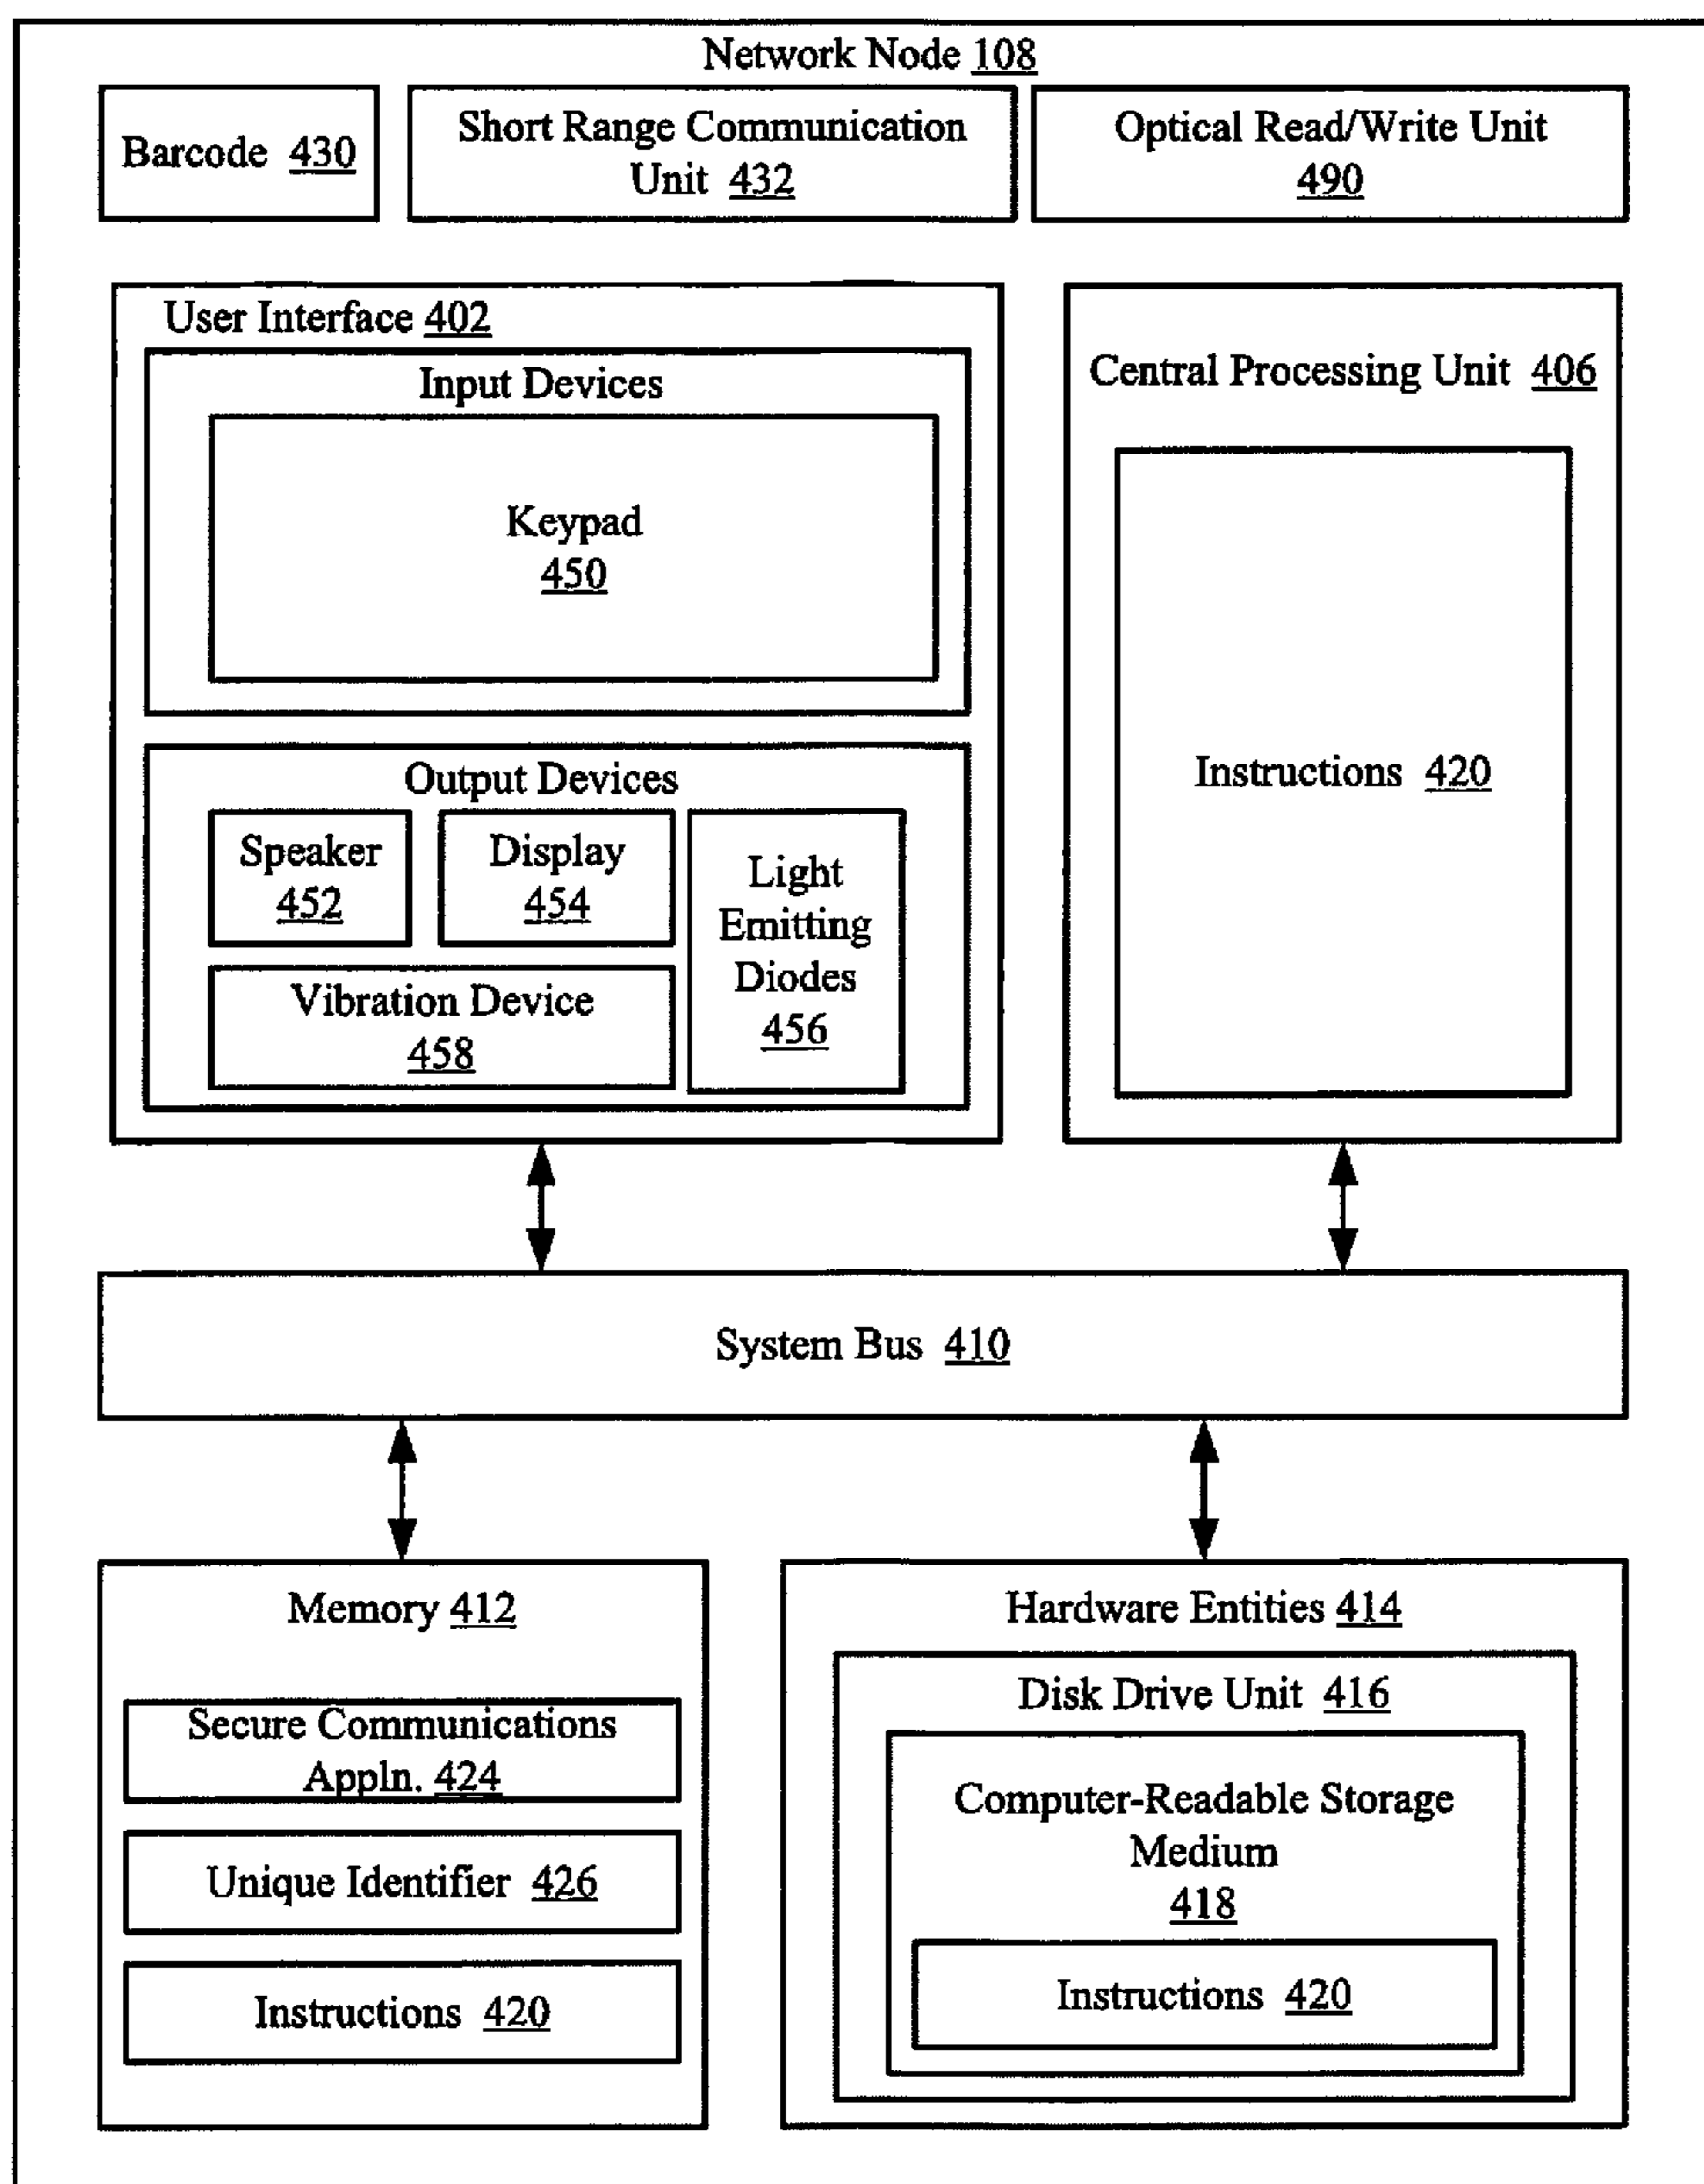 Network Node 108
Barcode 430
Short Range Communication
Unit 432
Optical Read/Write Unit
490
User Interface 402
Input Devices
Keypad
450
Output Devices
Speaker
452
Display
454
Light
Emitting
Diodes
456
Vibration Device
458
Central Processing Unit 406
Instructions 420
System Bus 410
Memory 412
Secure Communications
Appln. 424
Unique Identifier 426
Instructions 420
Hardware Entities 414
Disk Drive Unit 416
Computer-Readable Storage
Medium
418
Instructions 420